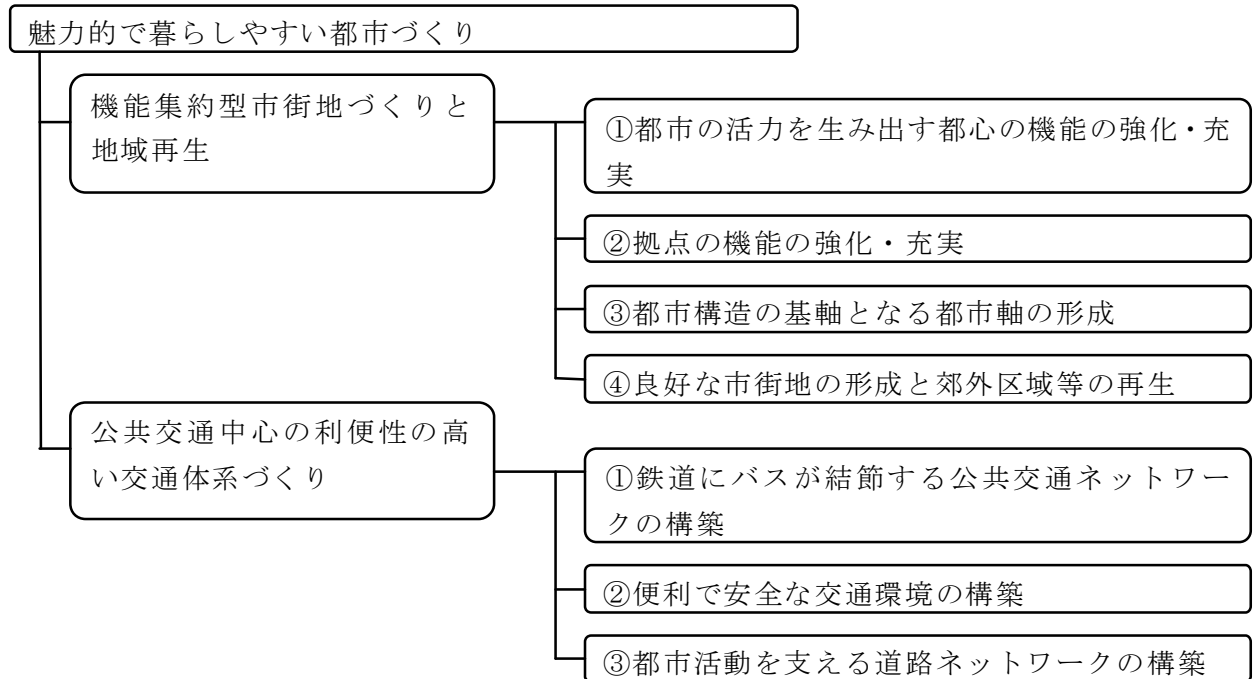 魅力的で暮らしやすい都市づくり
機能集約型市街地づくりと
地域再生
①都市の活力を生み出す都心の機能の強化・充
実
②拠点の機能の強化・充実
③都市構造の基軸となる都市軸の形成
④良好な市街地の形成と郊外区域等の再生
公共交通中心の利便性の高
い交通体系づくり
①鉄道にバスが結節する公共交通ネットワー
クの構築
②便利で安全な交通環境の構築
③都市活動を支える道路ネットワークの構築